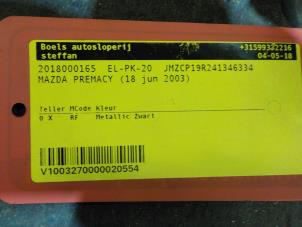 Boels autosloperij +31599322216
steffan 04-05-18
2018000165 EL-PK-20 JMZCP19R241346334
MAZDA PREMACY (18 jun 2003)
Teller MCode Kleur
0 X RF Metallic Zwart
V1003270000020554